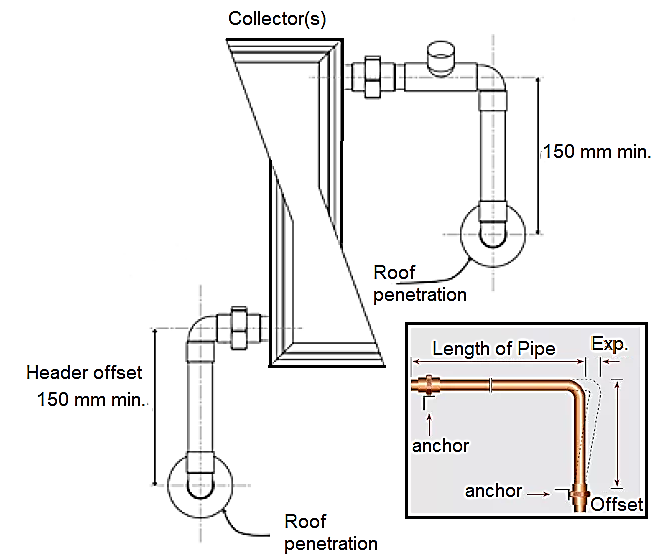 Collector(s)
150 mm min.
Roof
penetration
Header offset
150 mm min.
Roof
penetration
Length of Pipe
Exp.
anchor
anchor
Offset